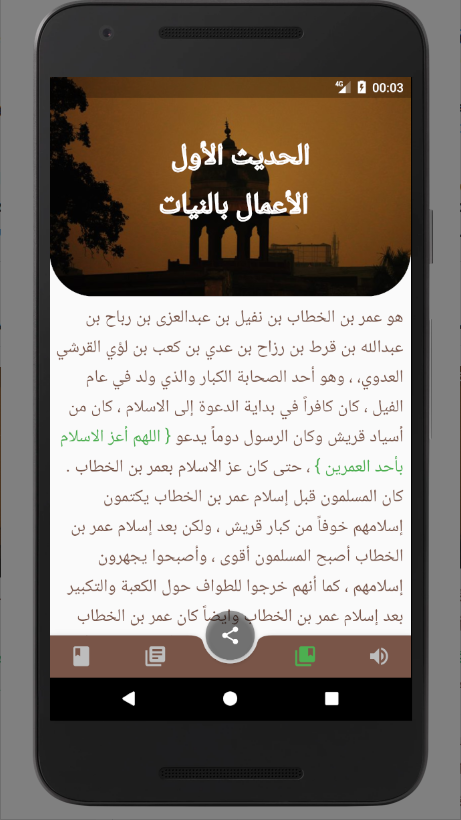 4G 00:03
الحديث الأول
الأعمال بالنيات
هو عمر بن الخطاب بن نفيل بن عبدالعزى بن رباح بن
عبدالله بن قرط بن رزاح بن عدي بن كعب بن لؤي القرشي
العدوي، ، وهو أحد الصحابة الكبار والذي ولد في عام
الفيل ، كان كافراً في بداية الدعوة إلى الاسلام ، كان من
أسياد قريش وكان الرسول دوماً يدعو { اللهم أعز الاسلام
بأحد العمرين } ، حتى كان عز الاسلام بعمر بن الخطاب .
كان المسلمون قبل إسلام عمر بن الخطاب يكتمون
إسلامهم خوفاً من كبار قريش ، ولكن بعد إسلام عمر بن
الخطاب أصبح المسلمون أقوى ، وأصبحوا يجهرون
إسلامهم ، كما أنهم خرجوا للطواف حول الكعبة والتكبير
بعد إسلام عمر بن الخطاب وايضاً كان عمر بن الخطاب